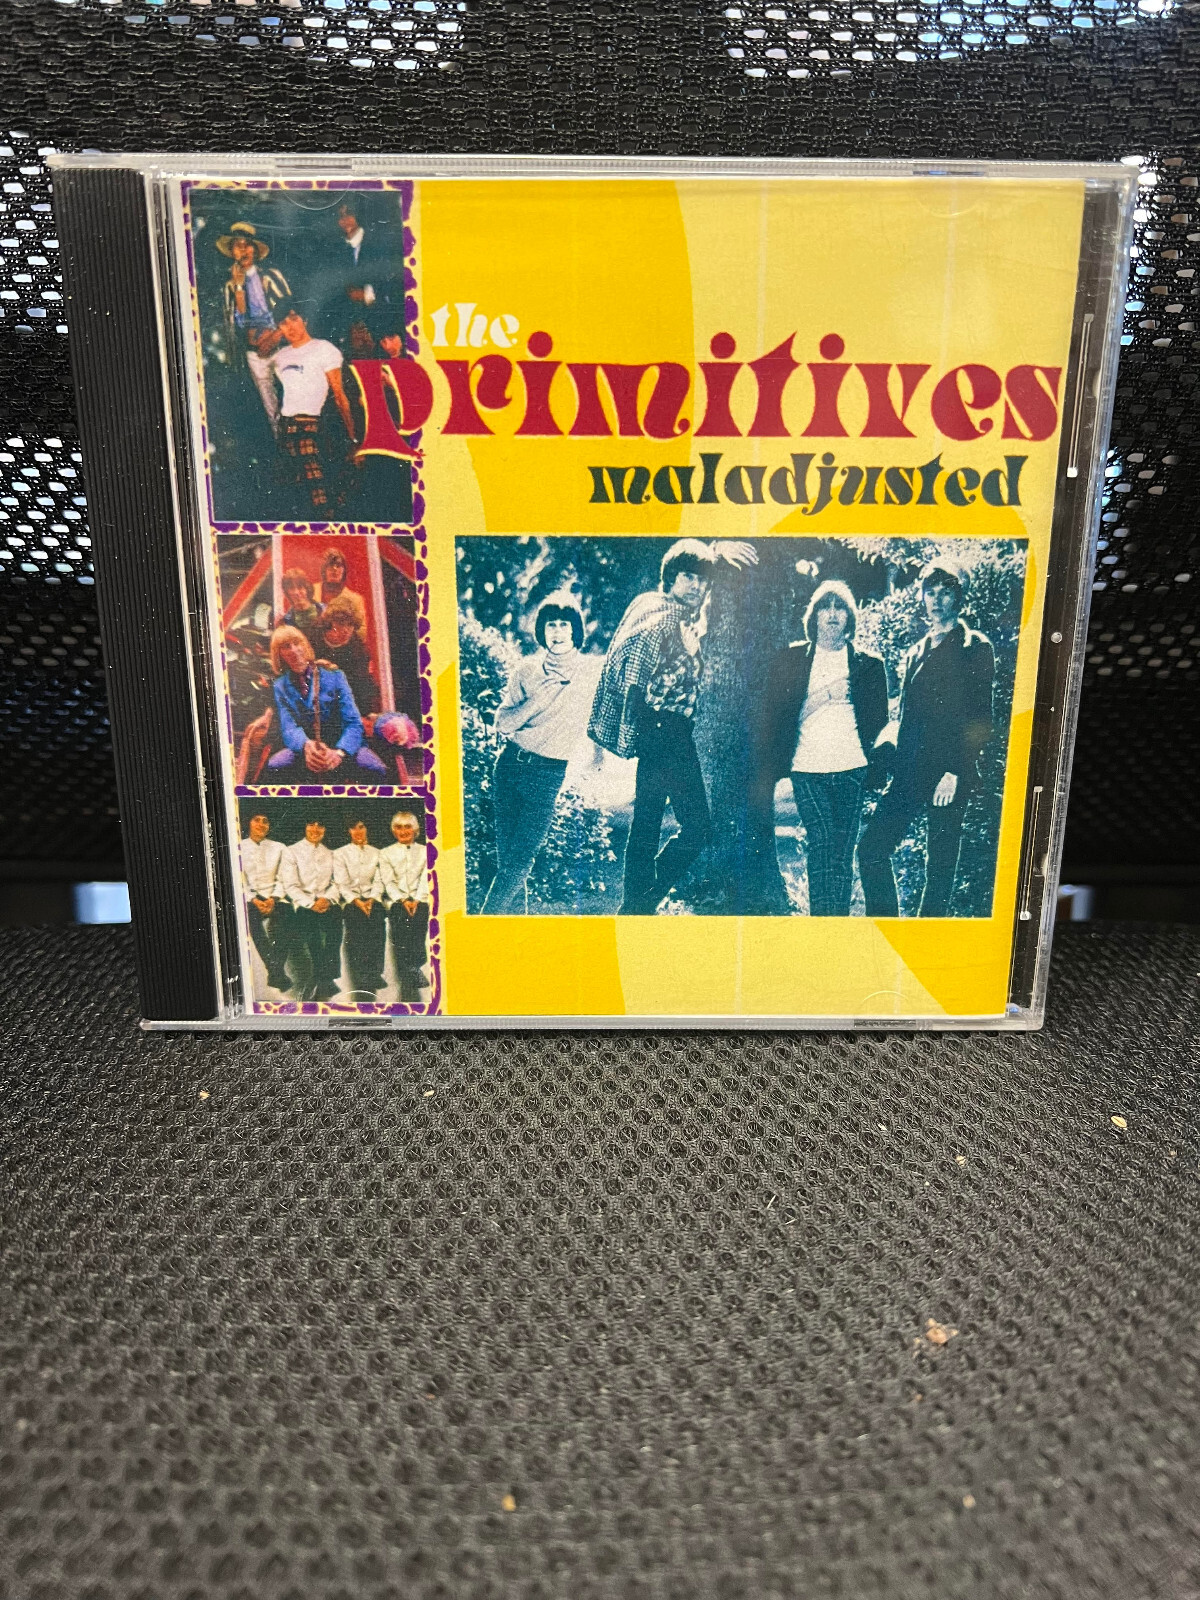 the
primitives
maladjusted